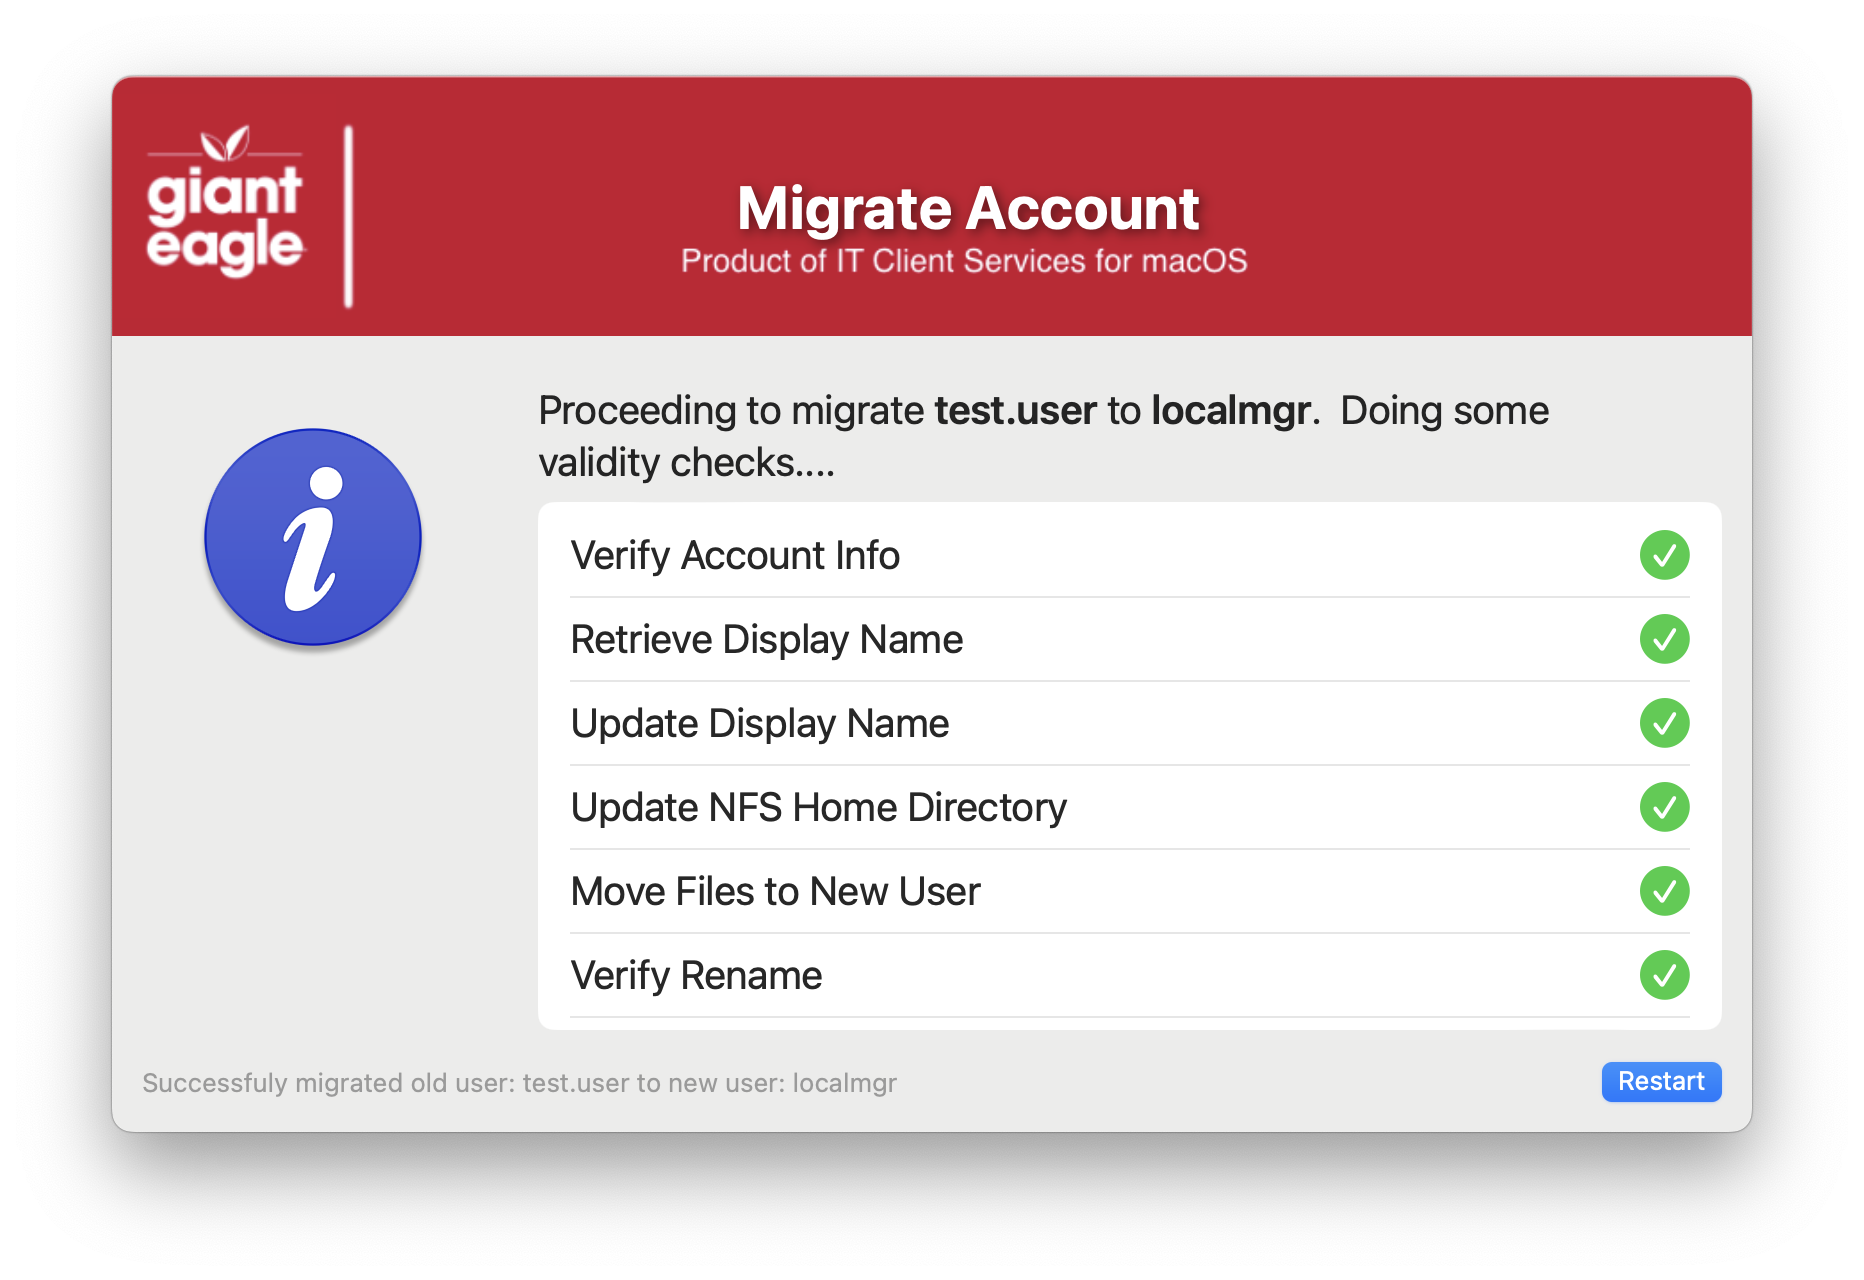 giant
eagle
Migrate Account
Product of IT Client Services for macOS
Proceeding to migrate test.user to localmgr.  Doing some
validity checks....
Verify Account Info
Retrieve Display Name
Update Display Name
Update NFS Home Directory
Move Files to New User
Verify Rename
Successfuly migrated old user: test.user to new user: localmgr
Restart